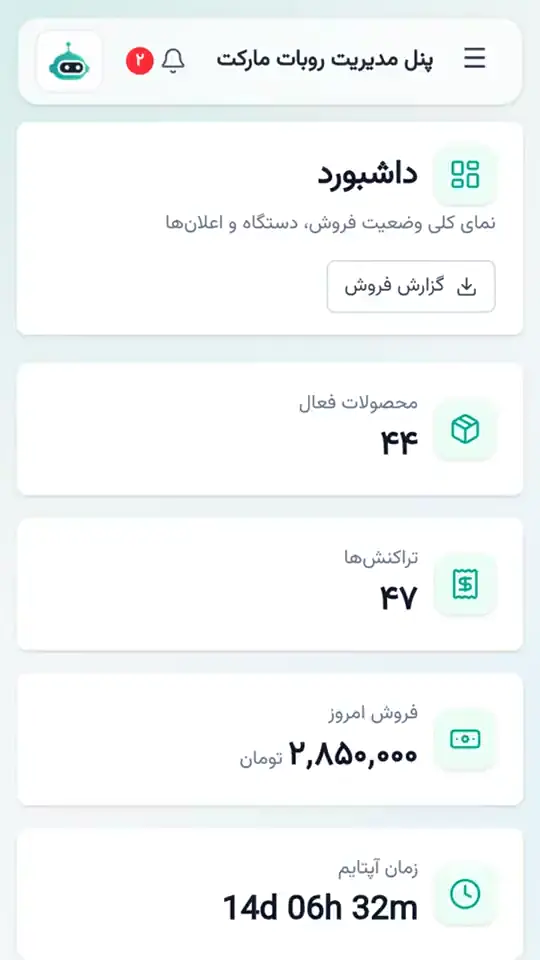 پنل مدیریت روبات مارکت
۲
داشبورد
نمای کلی وضعیت فروش، دستگاه و اعلان‌ها
گزارش فروش
محصولات فعال
۴۴
تراکنش‌ها
۴۷
فروش امروز
۲,۸۵۰,۰۰۰ تومان
زمان آپتایم
14d 06h 32m